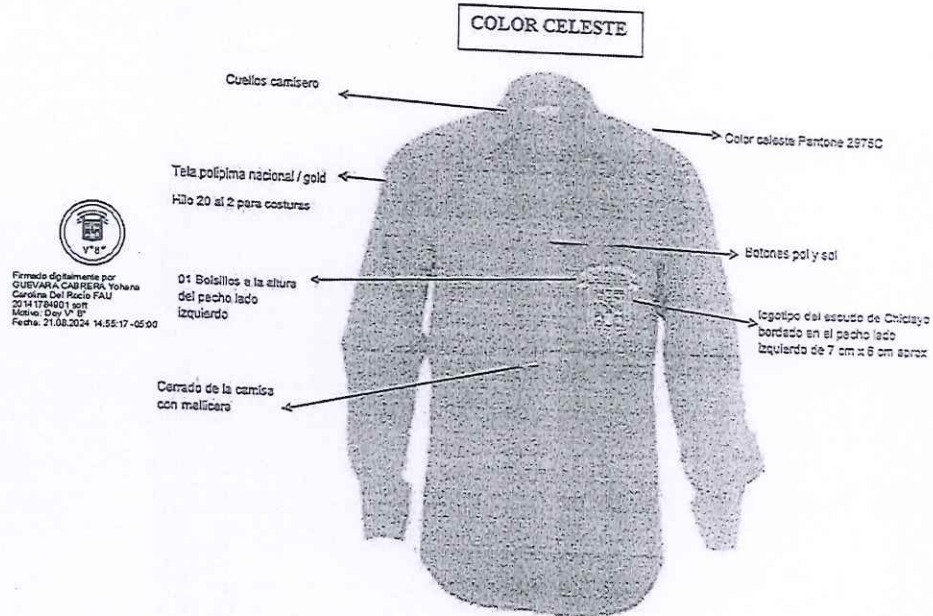 COLOR CELESTE
Cuellos camisero
Color celeste Pantone 2975C
Tela polipima nacional / gold
Hilo 20 al 2 para costuras
V°B°
Firmado digitalmente por
GUEVARA CABRERA Yohana
Carolina Del Rocio FAU
20141784901 soft
Motivo: Doy V° B°
Fecha: 21.08.2024 14:55:17 -05:00
Botones pol y sol
01 Bolsillos a la altura
del pecho lado
izquierdo
logotipo del escudo de Chiclayo
bordado en el pecho lado
izquierdo de 7 cm x 6 cm aprox
Cerrado de la camisa
con mellicera